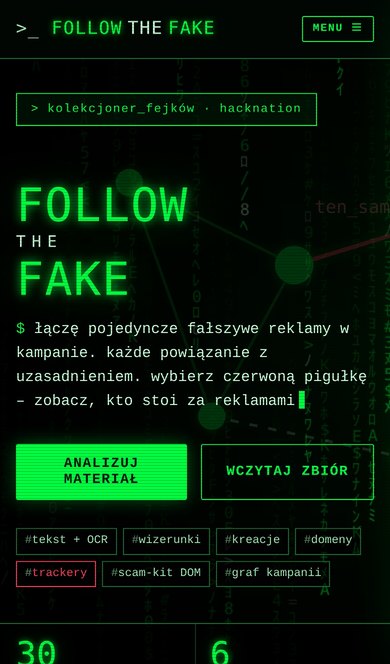 >_ FOLLOW THE FAKE
MENU ☰
> kolekcjoner_fejków · hacknation
ten sam
FOLLOW
THE
FAKE
$ łączę pojedyncze fałszywe reklamy w
kampanie. każde powiązanie z
uzasadnieniem. wybierz czerwoną pigułkę
– zobacz, kto stoi za reklamami
ANALIZUJ
MATERIAŁ
WCZYTAJ ZBIÓR
#tekst + OCR #wizerunki #kreacje #domeny
#trackery #scam-kit DOM #graf kampanii
30 6